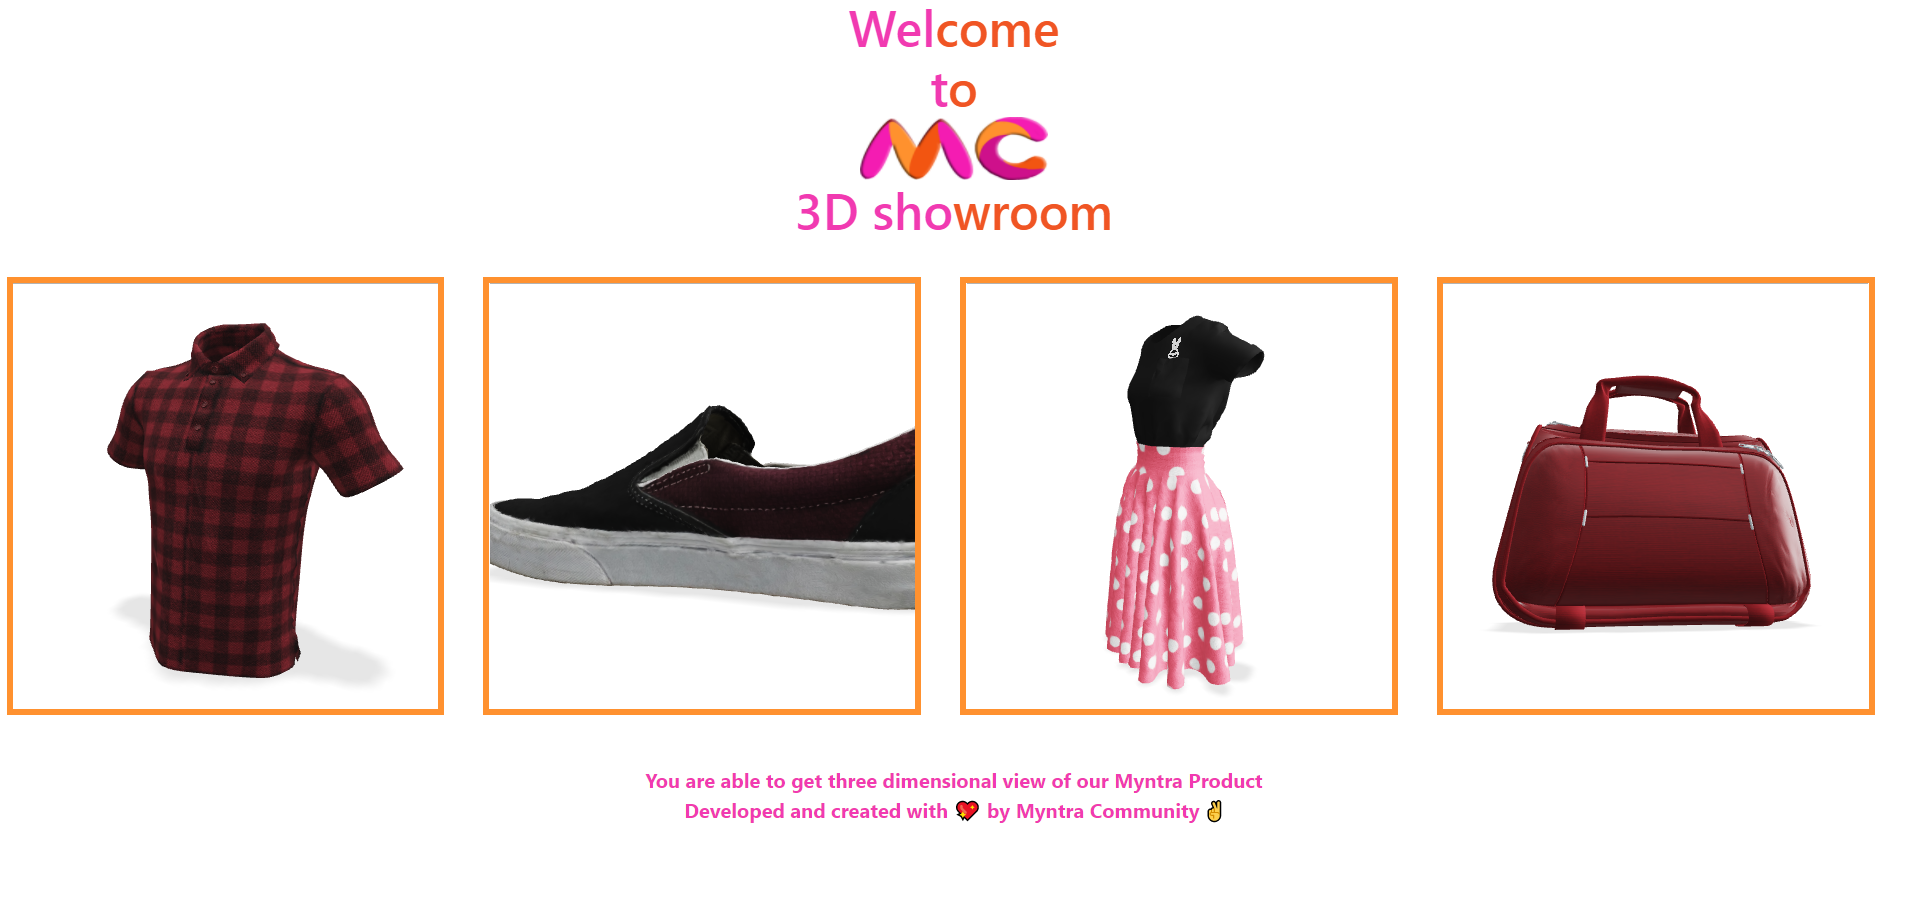 Welcome
to
MC
3D showroom
You are able to get three dimensional view of our Myntra Product
Developed and created with 💖 by Myntra Community ✌